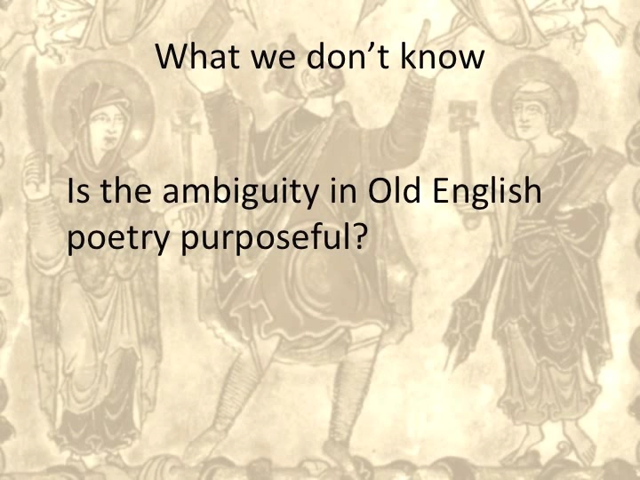 What we don’t know
Is the ambiguity in Old English
poetry purposeful?